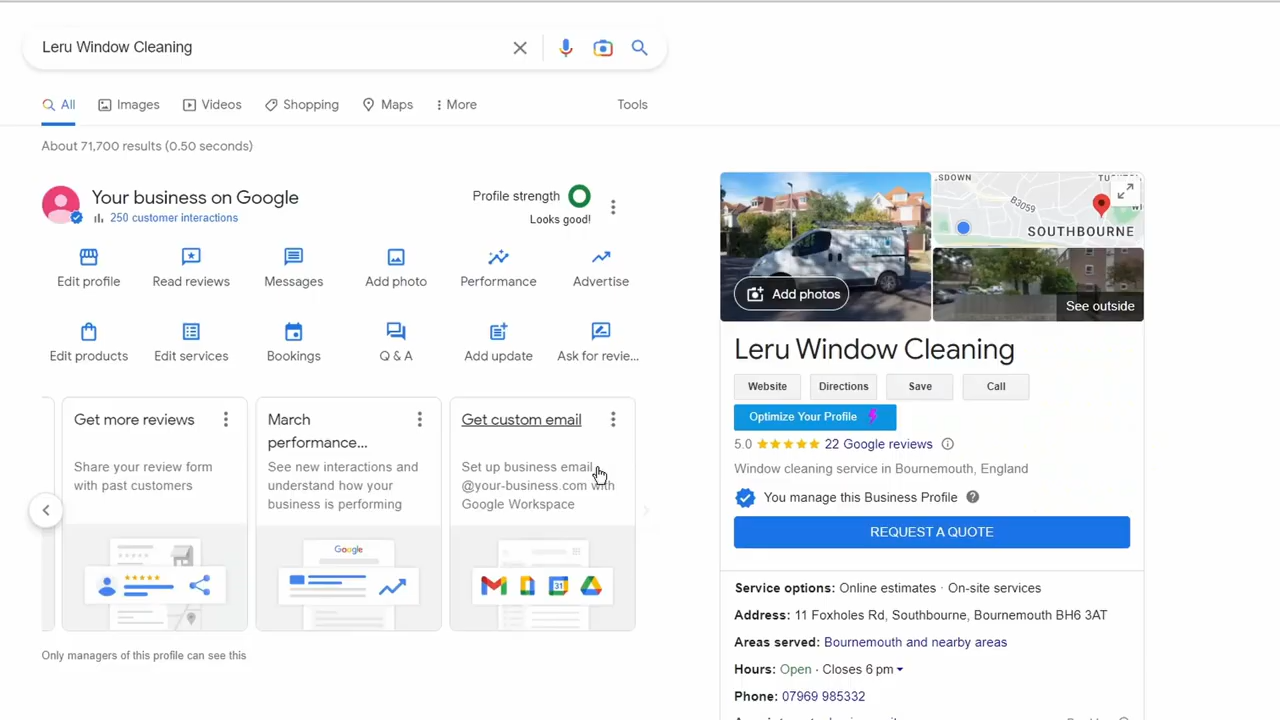 Leru Window Cleaning
All Images Videos Shopping Maps More Tools
About 71,700 results (0.50 seconds)
Your business on Google
250 customer interactions
Profile strength
Looks good!
Edit profile Read reviews Messages Add photo Performance Advertise
Edit products Edit services Bookings Q & A Add update Ask for revie...
Get more reviews
Share your review form
with past customers
March
performance...
See new interactions and
understand how your
business is performing
Google
Get custom email
Set up business email
@your-business.com with
Google Workspace
31
Only managers of this profile can see this
Add photos
B3059
SOUTHBOURNE
See outside
Leru Window Cleaning
Website Directions Save Call
Optimize Your Profile
5.0 22 Google reviews
Window cleaning service in Bournemouth, England
You manage this Business Profile
REQUEST A QUOTE
Service options: Online estimates · On-site services
Address: 11 Foxholes Rd, Southbourne, Bournemouth BH6 3AT
Areas served: Bournemouth and nearby areas
Hours: Open · Closes 6 pm
Phone: 07969 985332